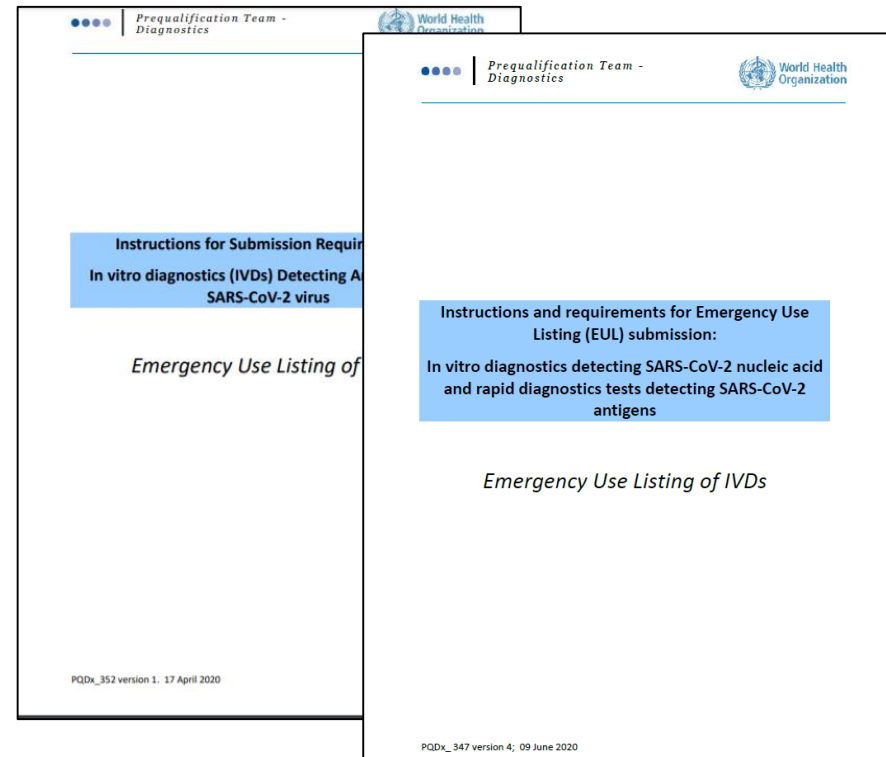 Prequalification Team -
Diagnostics
World Health
Organization
Instructions for Submission Requir
In vitro diagnostics (IVDs) Detecting A
SARS-CoV-2 virus
Emergency Use Listing of
PQDx_352 version 1. 17 April 2020
Prequalification Team -
Diagnostics
World Health
Organization
Instructions and requirements for Emergency Use
Listing (EUL) submission:
In vitro diagnostics detecting SARS-CoV-2 nucleic acid
and rapid diagnostics tests detecting SARS-CoV-2
antigens
Emergency Use Listing of IVDs
PQDx_ 347 version 4; 09 June 2020